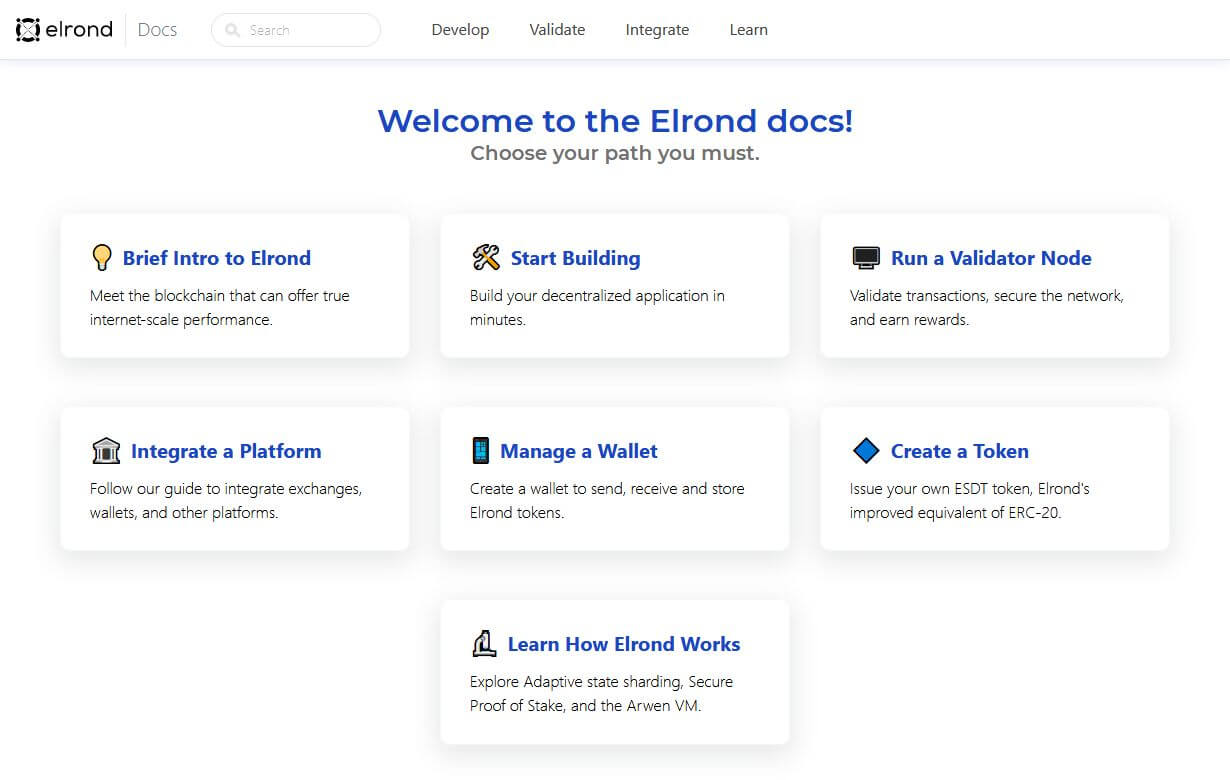 elrond Docs Search Develop Validate Integrate Learn
Welcome to the Elrond docs!
Choose your path you must.
Brief Intro to Elrond
Meet the blockchain that can offer true
internet-scale performance.
Start Building
Build your decentralized application in
minutes.
Run a Validator Node
Validate transactions, secure the network,
and earn rewards.
Integrate a Platform
Follow our guide to integrate exchanges,
wallets, and other platforms.
Manage a Wallet
Create a wallet to send, receive and store
Elrond tokens.
Create a Token
Issue your own ESDT token, Elrond's
improved equivalent of ERC-20.
Learn How Elrond Works
Explore Adaptive state sharding, Secure
Proof of Stake, and the Arwen VM.